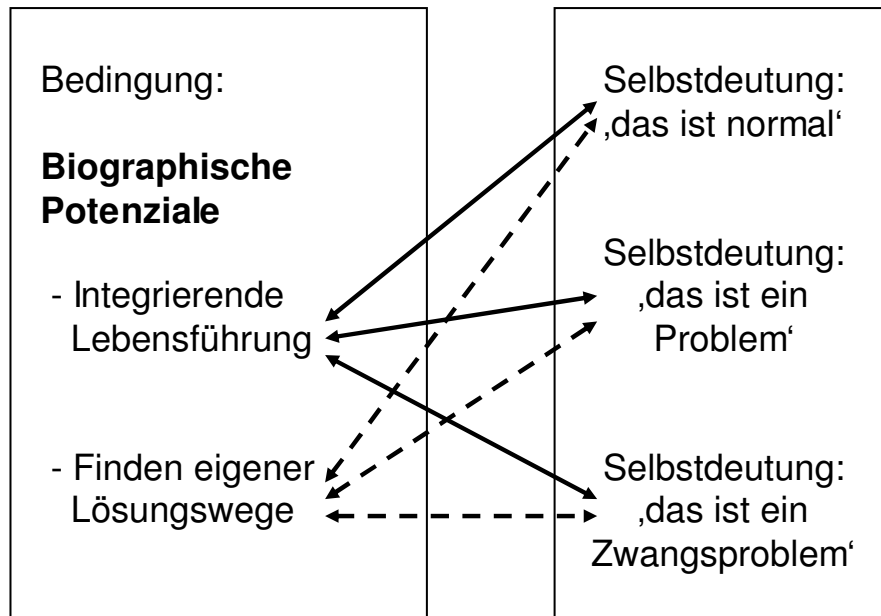 Bedingung:
Biographische
Potenziale
- Integrierende
Lebensführung
- Finden eigener
Lösungswege
Selbstdeutung:
‚das ist normal‘
Selbstdeutung:
‚das ist ein
Problem‘
Selbstdeutung:
‚das ist ein
Zwangsproblem‘